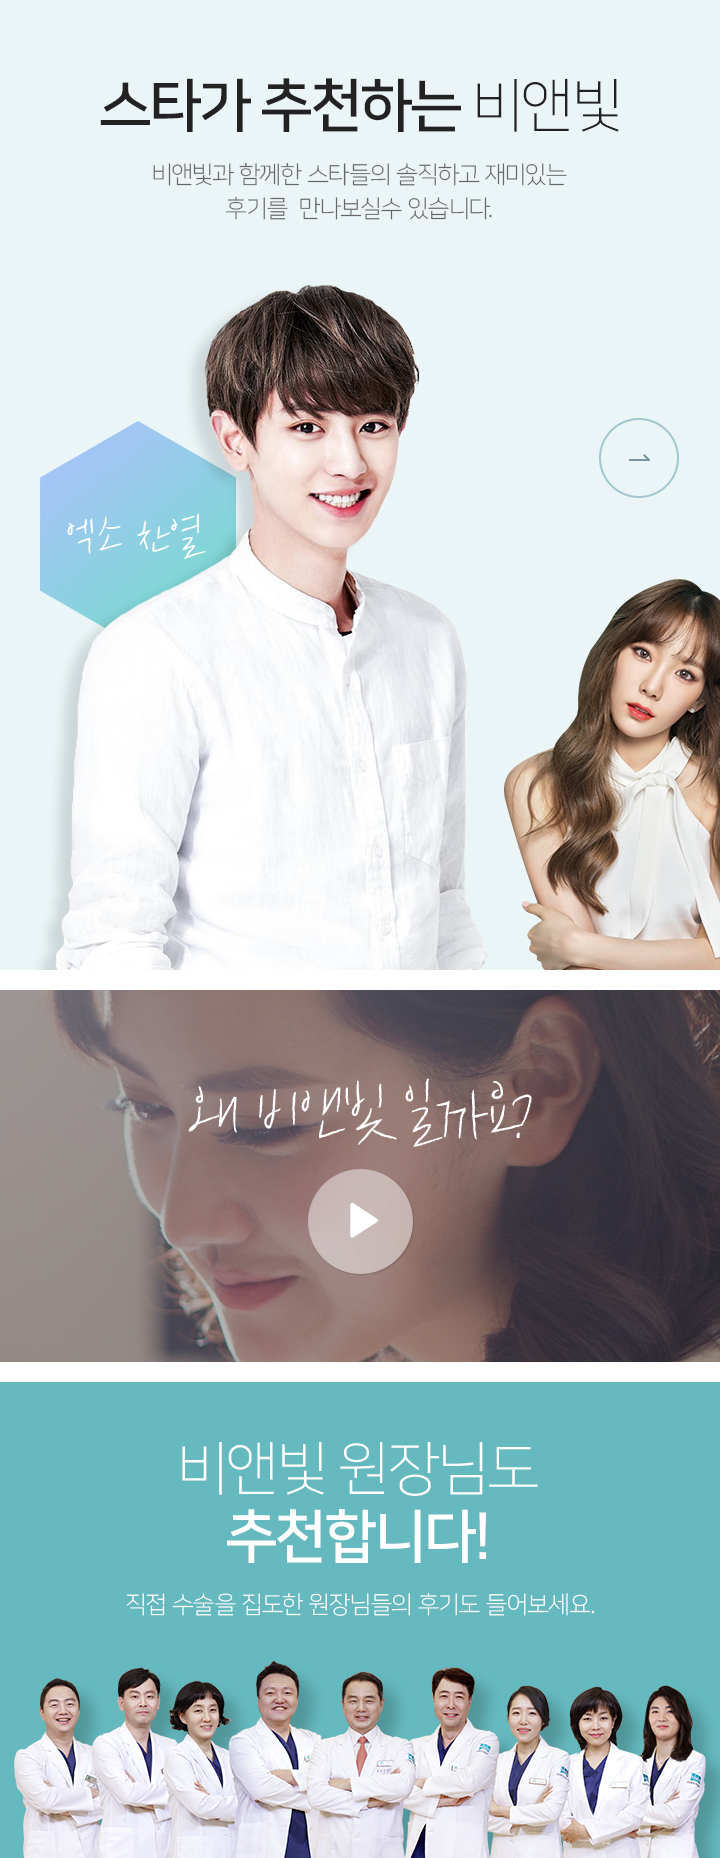 스타가 추천하는 비앤빛
비앤빛과 함께한 스타들의 솔직하고 재미있는
후기를 만나보실수 있습니다.
엑소 찬열
왜 비앤빛 일까요?
비앤빛 원장님도
추천합니다!
직접 수술을 집도한 원장님들의 후기도 들어보세요.